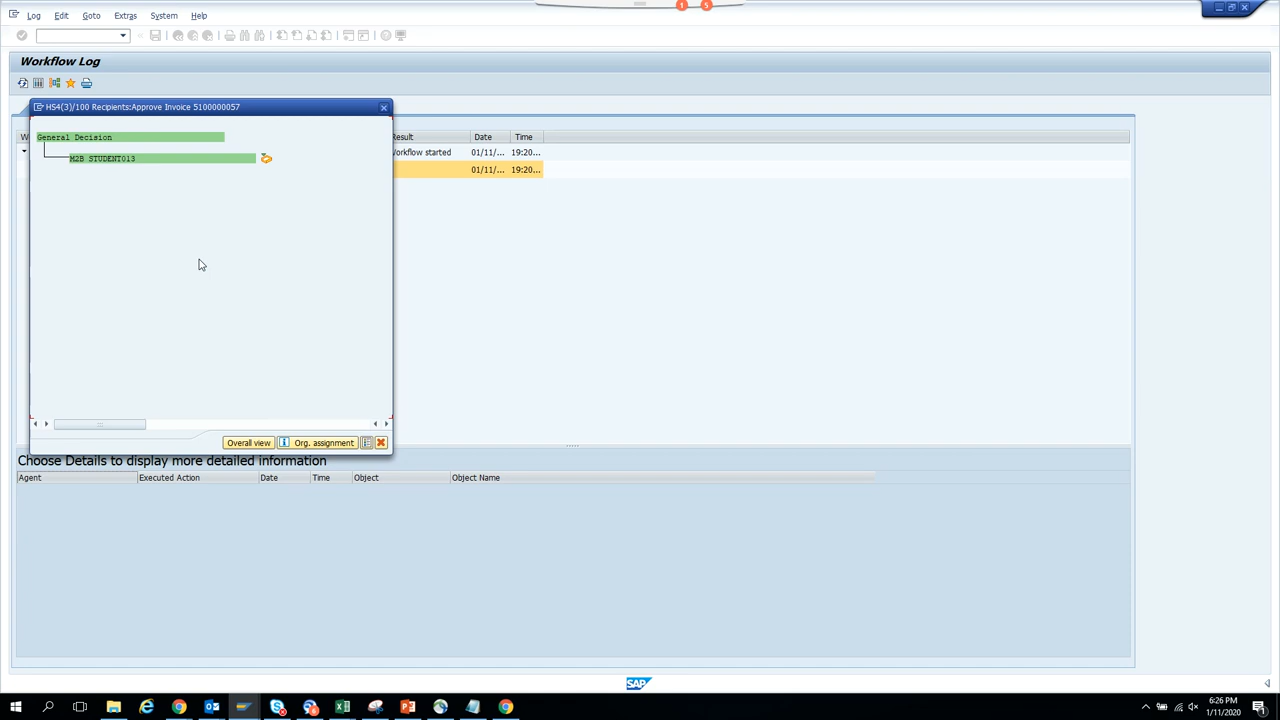 Log Edit Goto Extras System Help
1 5
Workflow Log
HS4(3)/100 Recipients:Approve Invoice 5100000057
General Decision
M2B STUDENT013
W Result Date Time
Workflow started 01/11/... 19:20...
01/11/... 19:20...
Overall view Org. assignment
Choose Details to display more detailed information
Agent Executed Action Date Time Object Object Name
SAP
6:26 PM
1/11/2020